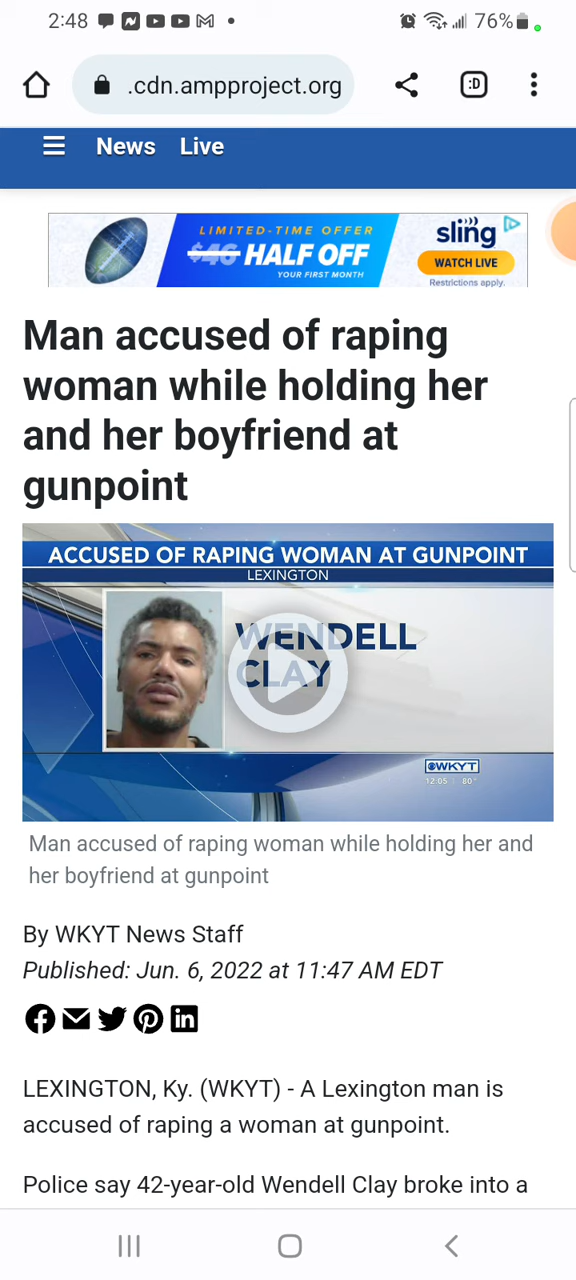 2:48
76%
.cdn.ampproject.org
:D
News Live
LIMITED-TIME OFFER
$46 HALF OFF
YOUR FIRST MONTH
sling
WATCH LIVE
Restrictions apply.
Man accused of raping
woman while holding her
and her boyfriend at
gunpoint
ACCUSED OF RAPING WOMAN AT GUNPOINT
LEXINGTON
WENDELL
CLAY
WKYT
12:05 80°
Man accused of raping woman while holding her and
her boyfriend at gunpoint
By WKYT News Staff
Published: Jun. 6, 2022 at 11:47 AM EDT
LEXINGTON, Ky. (WKYT) - A Lexington man is
accused of raping a woman at gunpoint.
Police say 42-year-old Wendell Clay broke into a